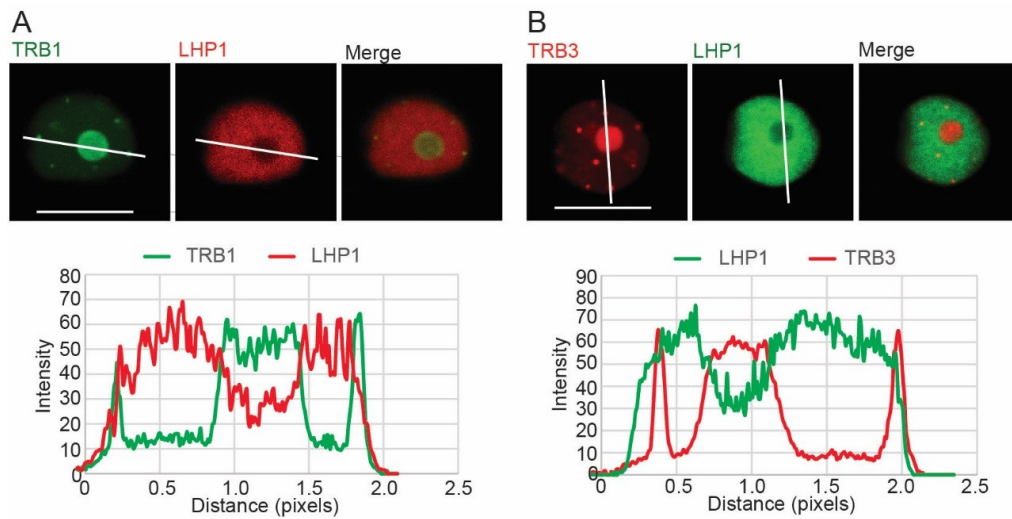 A
TRB1 LHP1 Merge
B
TRB3 LHP1 Merge
TRB1 LHP1
80
70
60
50
40
30
20
10
0
Intensity
0 0.5 1.0 1.5 2.0 2.5
Distance (pixels)
LHP1 TRB3
90
80
70
60
50
40
30
20
10
0
Intensity
0 0.5 1.0 1.5 2.0 2.5
Distance (pixels)